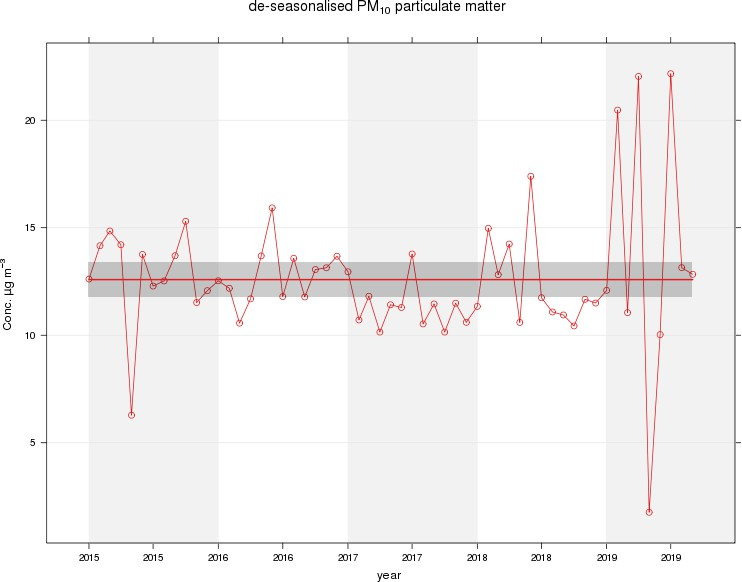 de-seasonalised PM₁₀ particulate matter
20
15
10
5
Conc. µg m⁻³
2015 2015 2016 2016 2017 2017 2018 2018 2019 2019
year